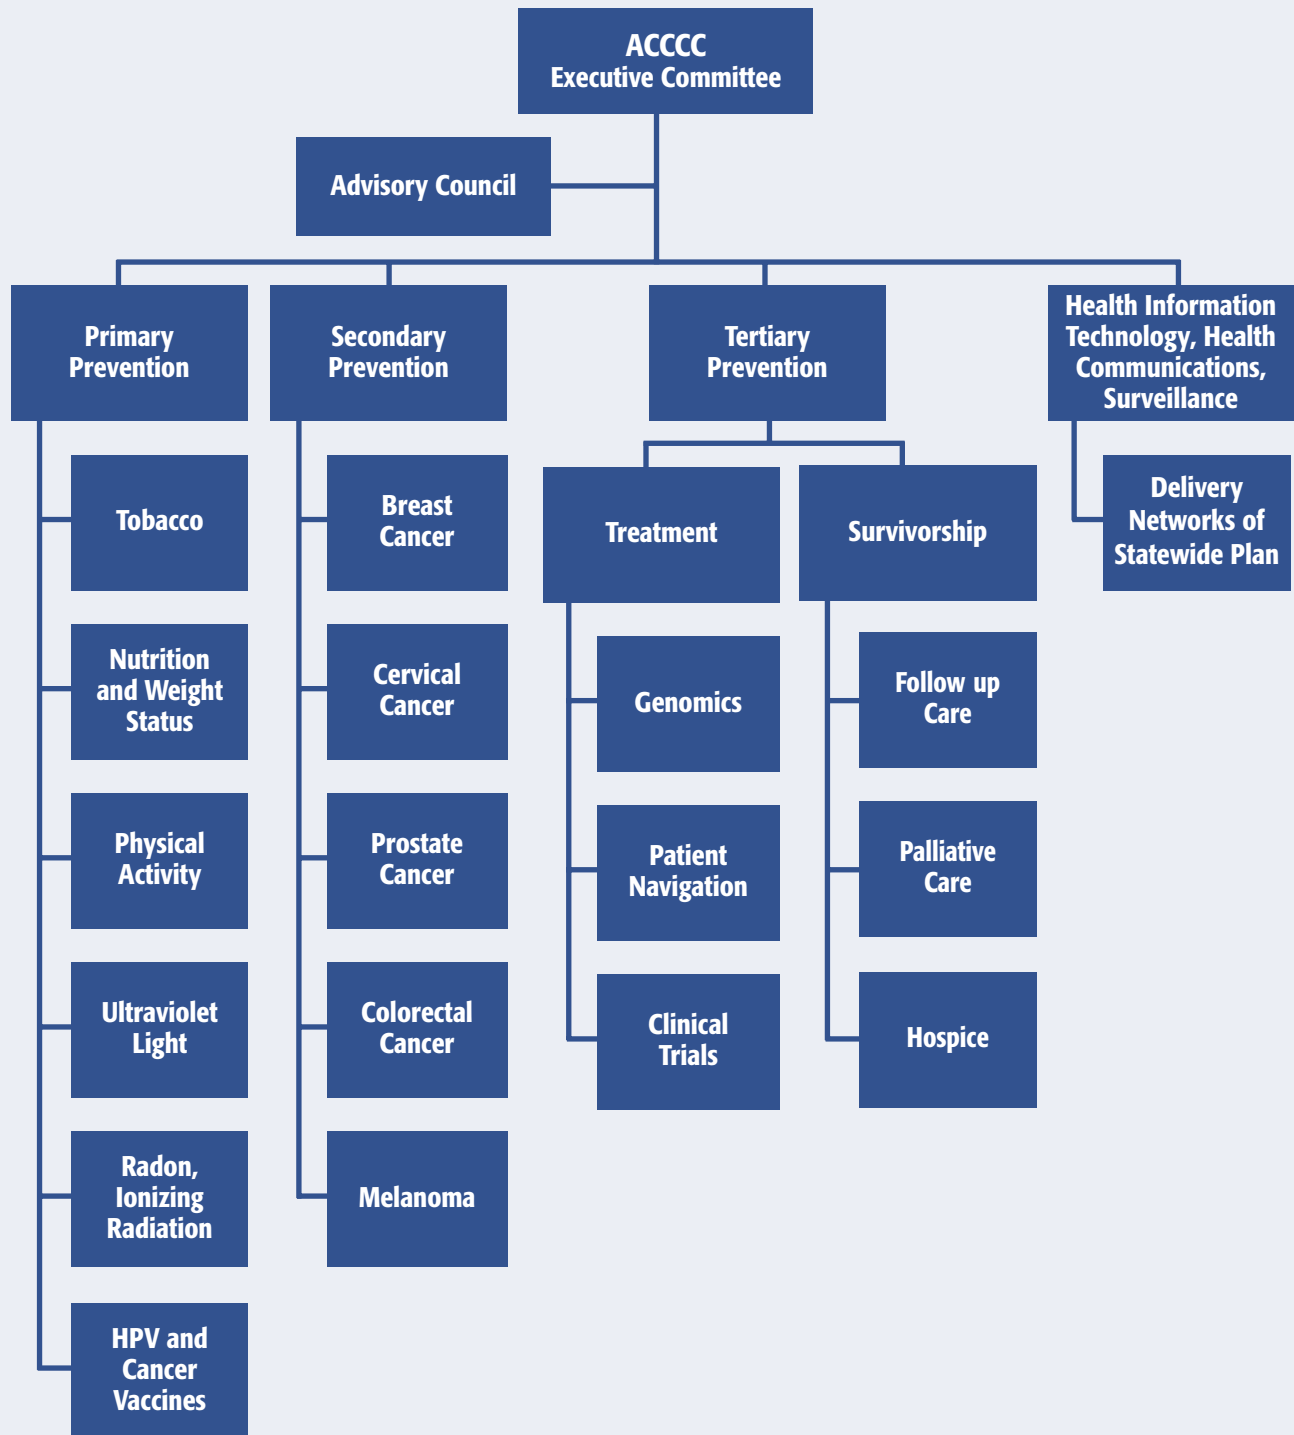 ACCCC
Executive Committee
Advisory Council
Primary
Prevention
Secondary
Prevention
Tertiary
Prevention
Health Information
Technology, Health
Communications,
Surveillance
Tobacco
Nutrition
and Weight
Status
Physical
Activity
Ultraviolet
Light
Radon,
Ionizing
Radiation
HPV and
Cancer
Vaccines
Breast
Cancer
Cervical
Cancer
Prostate
Cancer
Colorectal
Cancer
Melanoma
Treatment
Genomics
Patient
Navigation
Clinical
Trials
Survivorship
Follow up
Care
Palliative
Care
Hospice
Delivery
Networks of
Statewide Plan